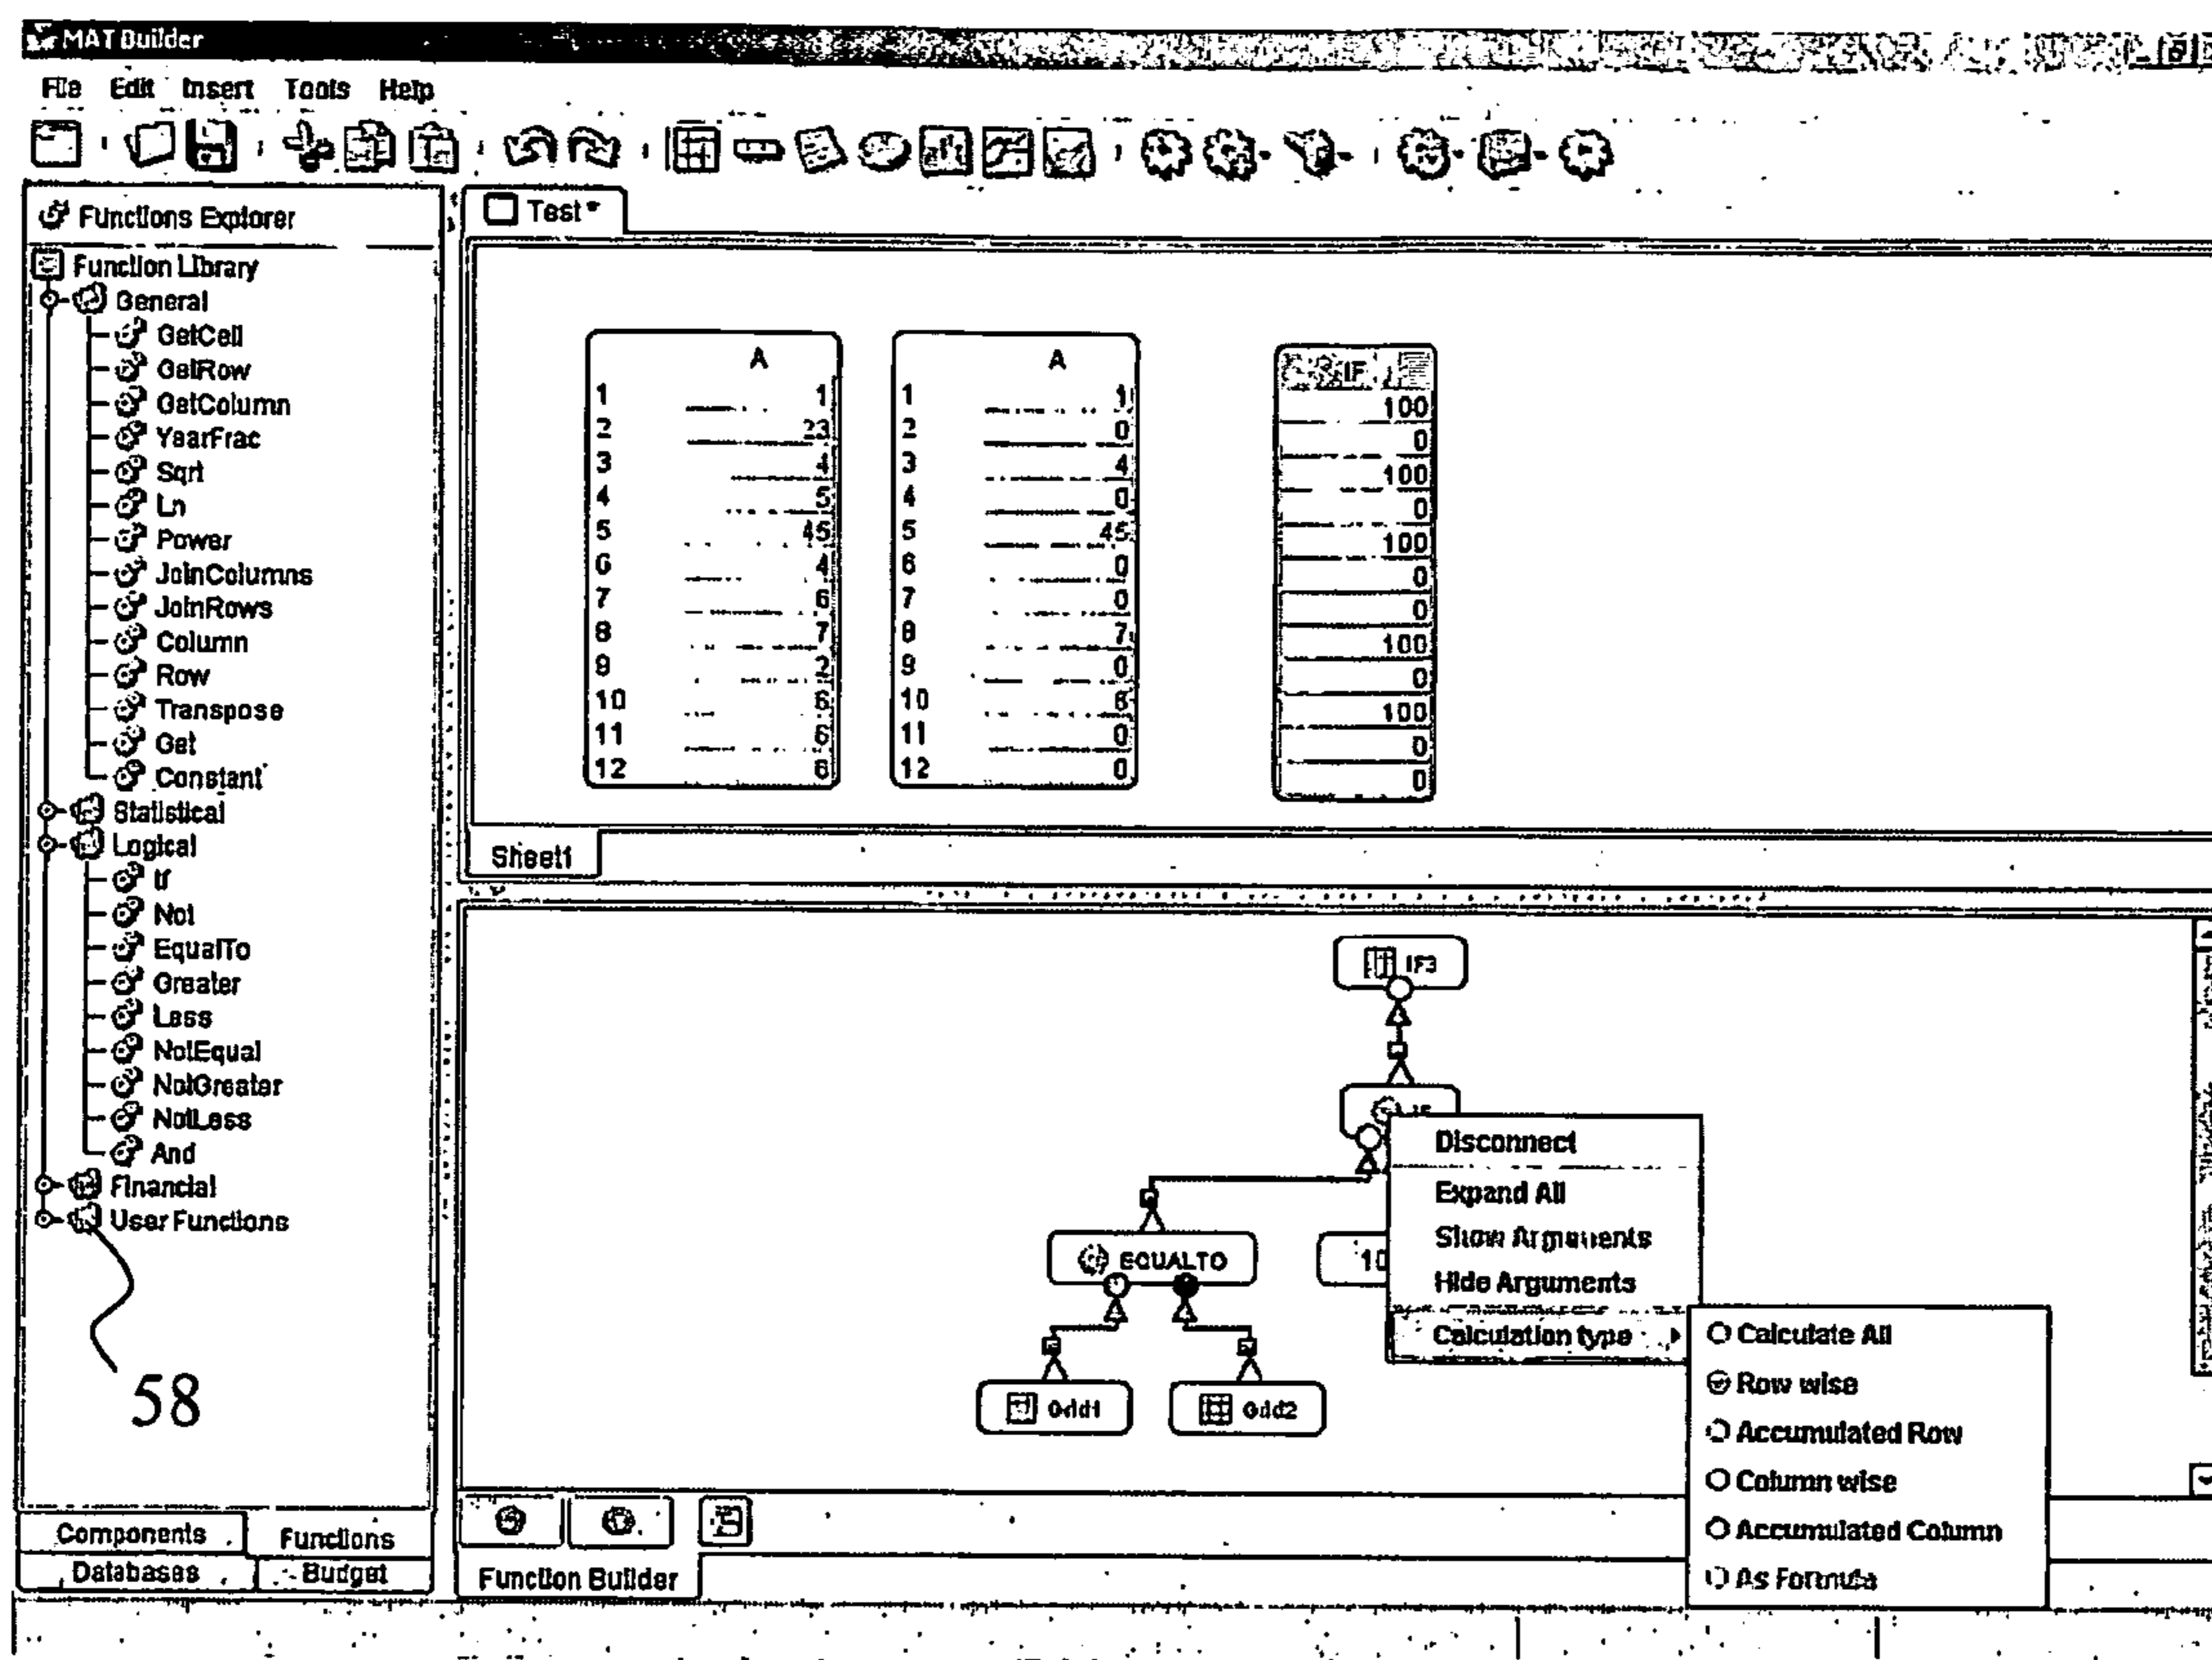 MAT Builder
File Edit Insert Tools Help
Functions Explorer
Test *
Function Library
General
GetCell
GetRow
GetColumn
YearFrac
Sqrt
Ln
Power
JoinColumns
JoinRows
Column
Row
Transpose
Get
Constant
Statistical
Logical
If
Not
EqualTo
Greater
Less
NotEqual
NotGreater
NotLess
And
Financial
User Functions
58
Components Functions
Databases Budget
A
1 1
2 23
3 4
4 5
5 45
6 4
7 6
8 7
9 2
10 6
11 6
12 6
A
1 1
2 0
3 4
4 0
5 45
6 0
7 0
8 7
9 0
10
11 0
12 0
IF
100
0
100
0
100
0
0
100
0
100
0
0
Sheet1
IF3
IF
EQUALTO
10
Grid1 Grid2
Disconnect
Expand All
Show Arguments
Hide Arguments
Calculation type
Calculate All
Row wise
Accumulated Row
Column wise
Accumulated Column
As Formula
Function Builder